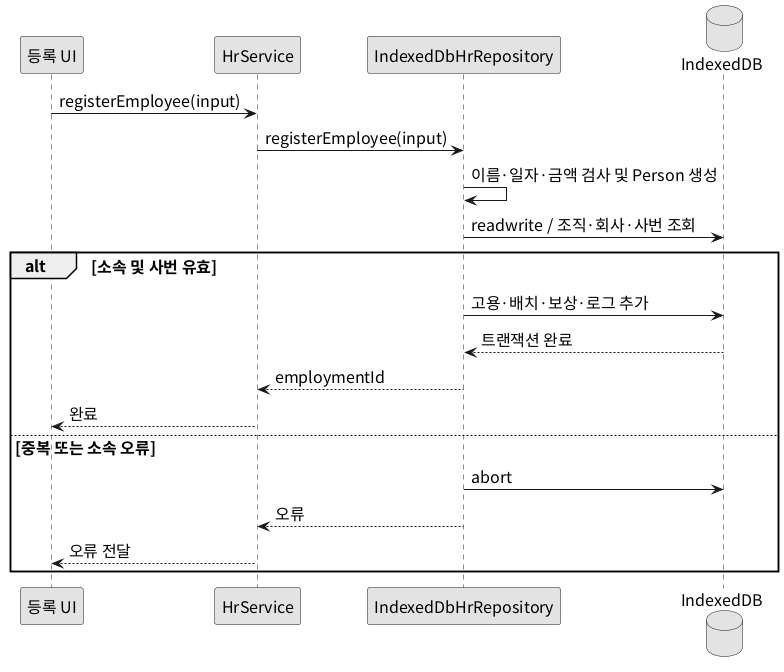 등록 UI
HrService
IndexedDbHrRepository
IndexedDB
registerEmployee(input)
registerEmployee(input)
이름·일자·금액 검사 및 Person 생성
readwrite / 조직·회사·사번 조회
alt [소속 및 사번 유효]
고용·배치·보상·로그 추가
트랜잭션 완료
employmentId
완료
[중복 또는 소속 오류]
abort
오류
오류 전달
등록 UI
HrService
IndexedDbHrRepository
IndexedDB